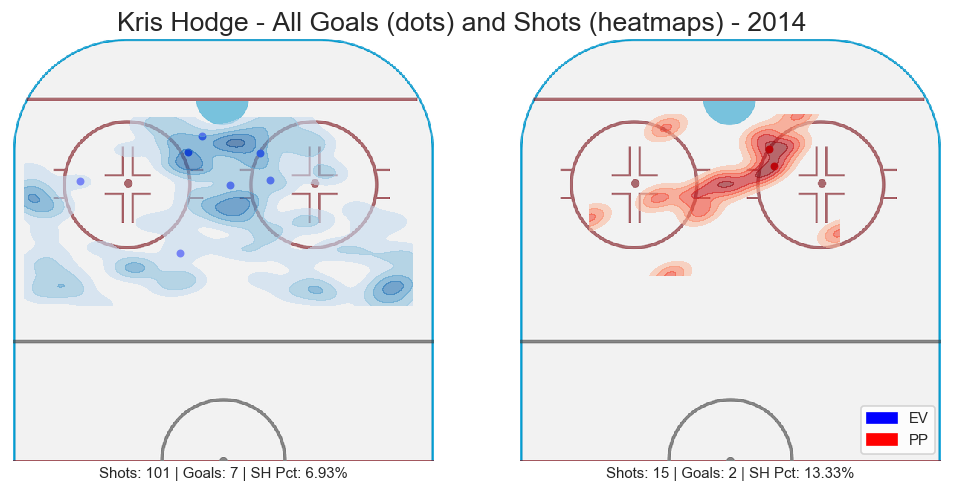 Kris Hodge - All Goals (dots) and Shots (heatmaps) - 2014
EV
PP
Shots: 101 | Goals: 7 | SH Pct: 6.93%
Shots: 15 | Goals: 2 | SH Pct: 13.33%